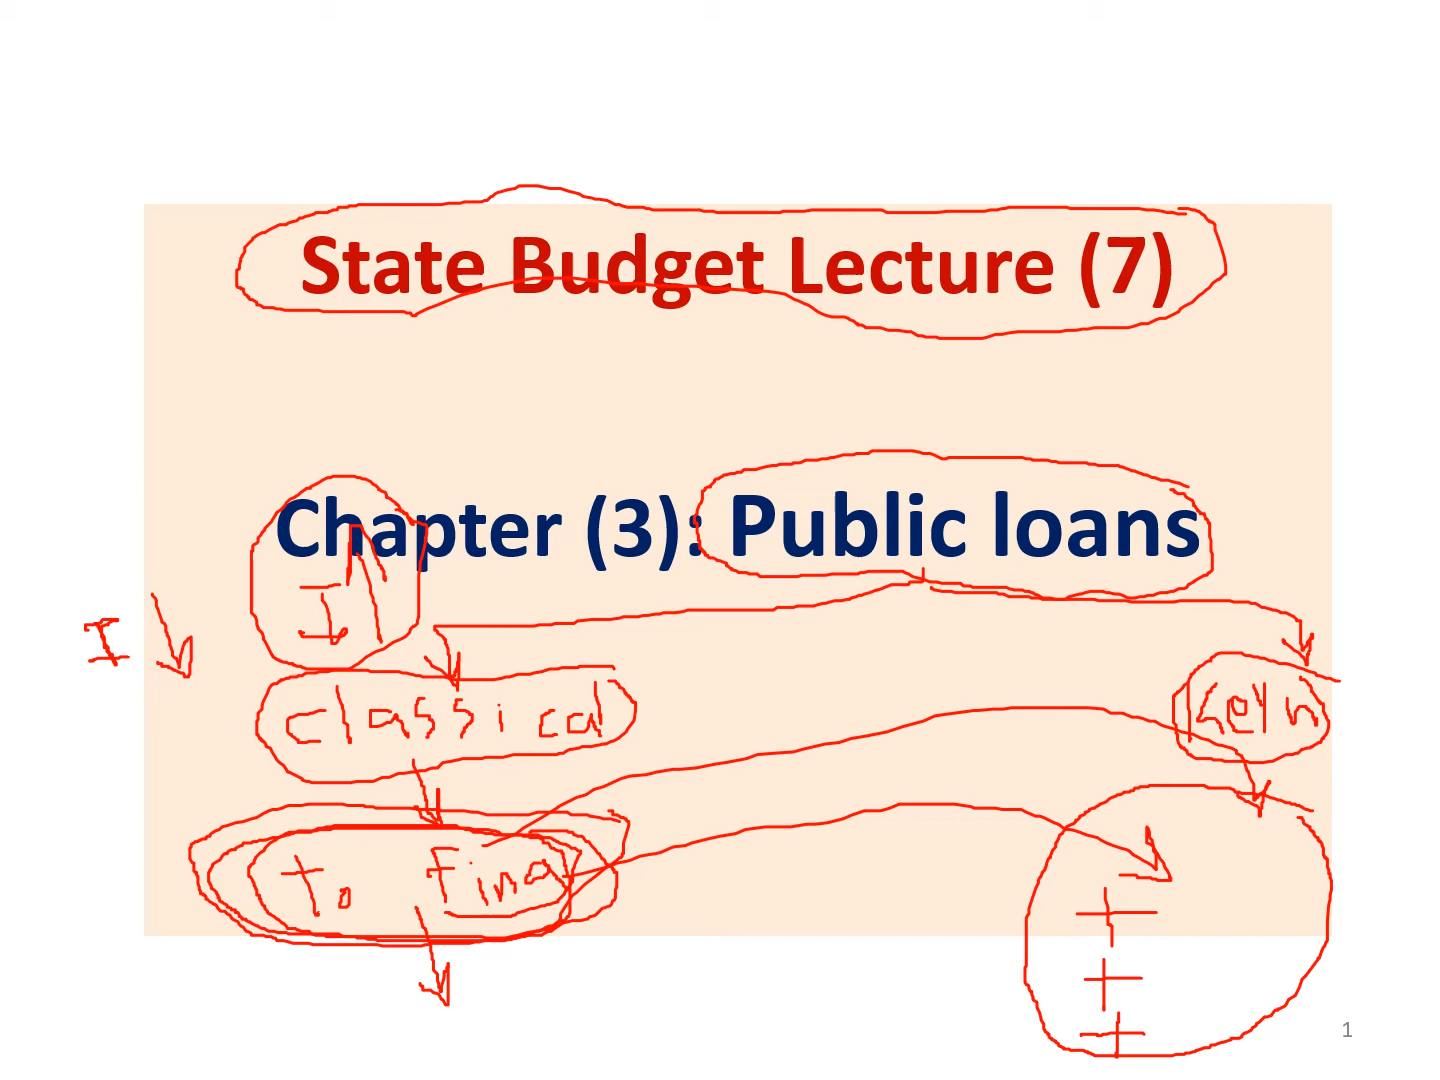 State Budget Lecture (7)
Chapter (3): Public loans
I
I
classical
To Fina
+
+
+
1